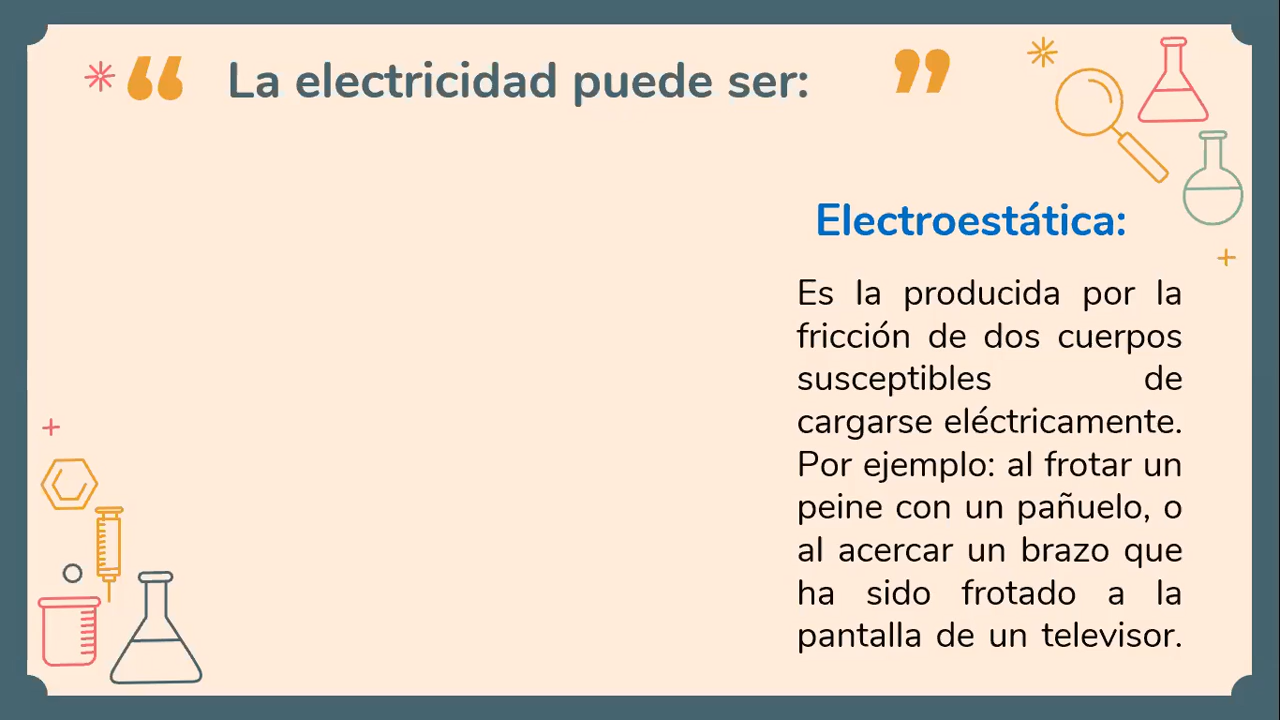 “ La electricidad puede ser: ”
Electroestática:
Es la producida por la
fricción de dos cuerpos
susceptibles de
cargarse eléctricamente.
Por ejemplo: al frotar un
peine con un pañuelo, o
al acercar un brazo que
ha sido frotado a la
pantalla de un televisor.